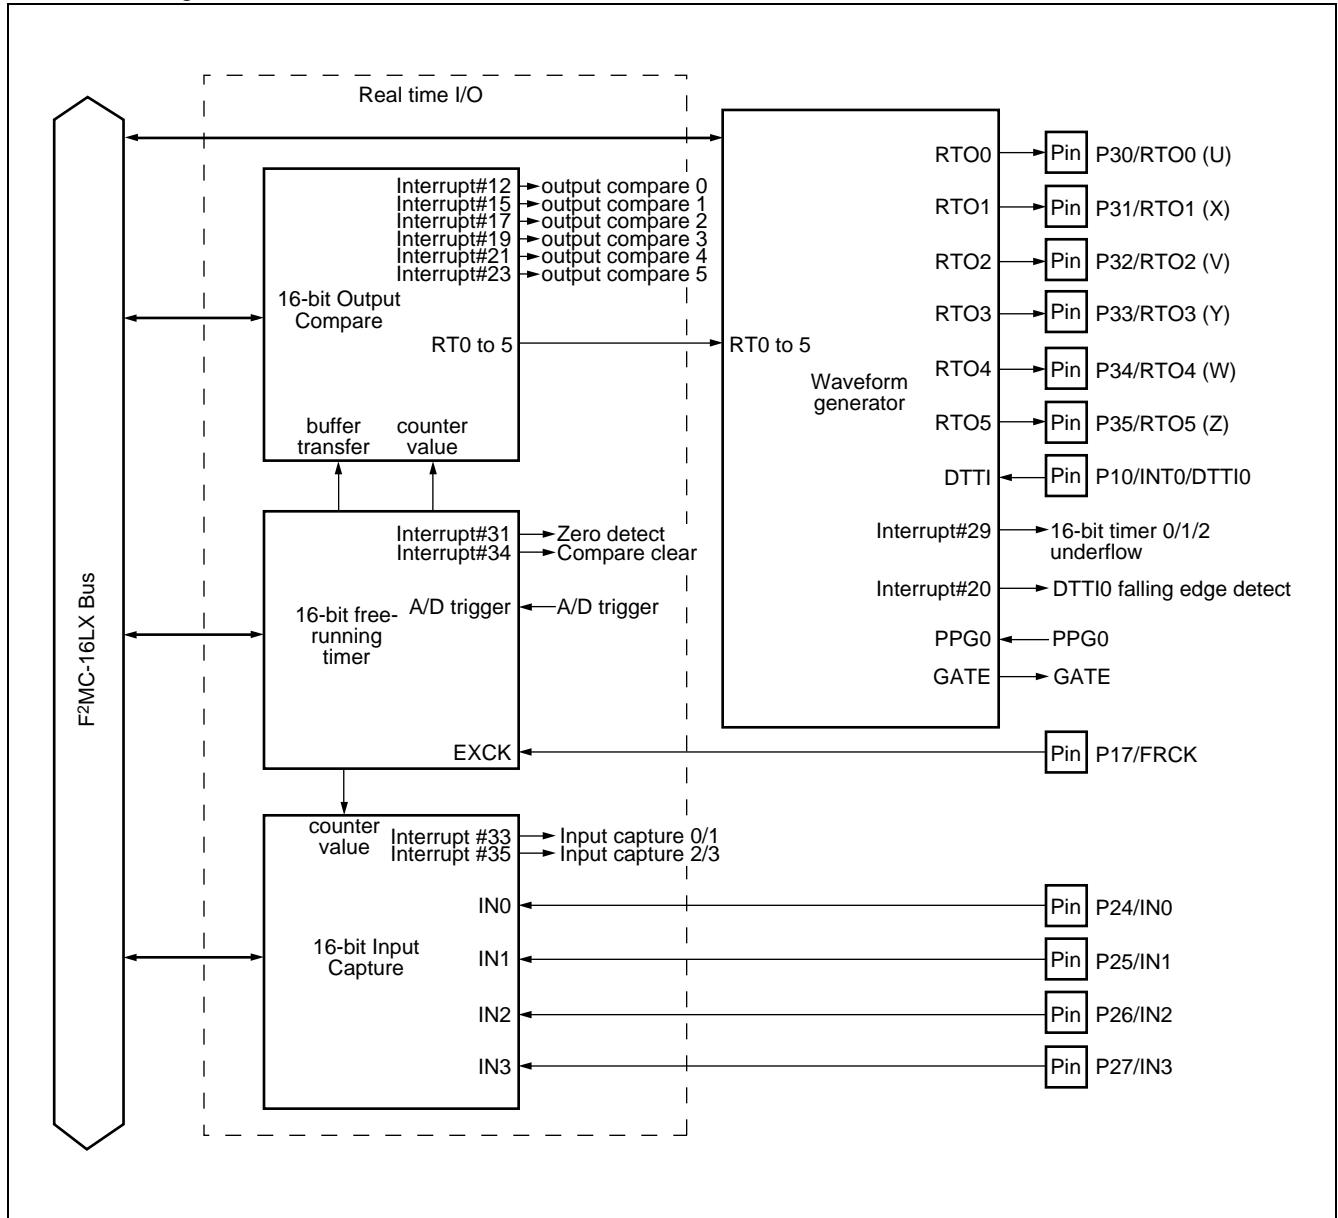 Real time I/O
F²MC-16LX Bus
Interrupt#12 output compare 0
Interrupt#15 output compare 1
Interrupt#17 output compare 2
Interrupt#19 output compare 3
Interrupt#21 output compare 4
Interrupt#23 output compare 5
16-bit Output
Compare
RT0 to 5
buffer
transfer
counter
value
Interrupt#31 Zero detect
Interrupt#34 Compare clear
A/D trigger A/D trigger
16-bit free-
running
timer
EXCK
counter
value
Interrupt #33 Input capture 0/1
Interrupt #35 Input capture 2/3
16-bit Input
Capture
IN0
IN1
IN2
IN3
RT0 to 5
Waveform
generator
RTO0 Pin P30/RTO0 (U)
RTO1 Pin P31/RTO1 (X)
RTO2 Pin P32/RTO2 (V)
RTO3 Pin P33/RTO3 (Y)
RTO4 Pin P34/RTO4 (W)
RTO5 Pin P35/RTO5 (Z)
DTTI Pin P10/INT0/DTTI0
Interrupt#29 16-bit timer 0/1/2
underflow
Interrupt#20 DTTI0 falling edge detect
PPG0 PPG0
GATE GATE
Pin P17/FRCK
Pin P24/IN0
Pin P25/IN1
Pin P26/IN2
Pin P27/IN3